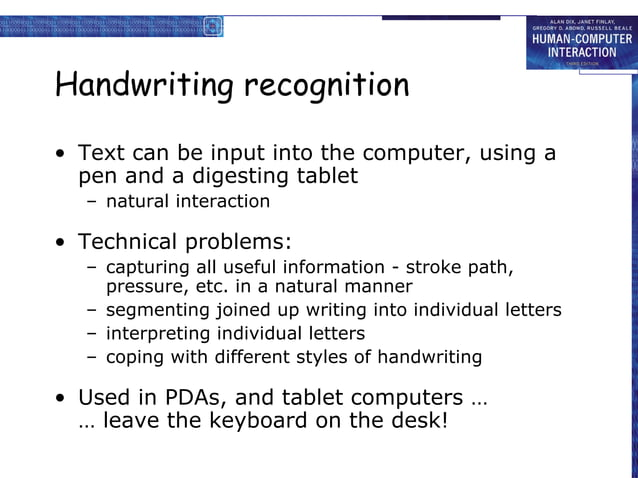 ALAN DIX, JANET FINLAY,
GREGORY D. ABOWD, RUSSELL BEALE
HUMAN-COMPUTER
INTERACTION
THIRD EDITION
Handwriting recognition
• Text can be input into the computer, using a
pen and a digesting tablet
– natural interaction
• Technical problems:
– capturing all useful information - stroke path,
pressure, etc. in a natural manner
– segmenting joined up writing into individual letters
– interpreting individual letters
– coping with different styles of handwriting
• Used in PDAs, and tablet computers …
… leave the keyboard on the desk!